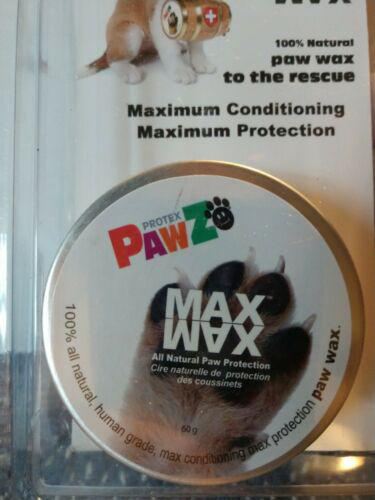 100% Natural
paw wax
to the rescue
Maximum Conditioning
Maximum Protection
PROTEX
PAWZ
MAX
WAX
All Natural Paw Protection
Cire naturelle de protection
des coussinets
60 g
100% all natural, human grade, max conditioning max protection paw wax.